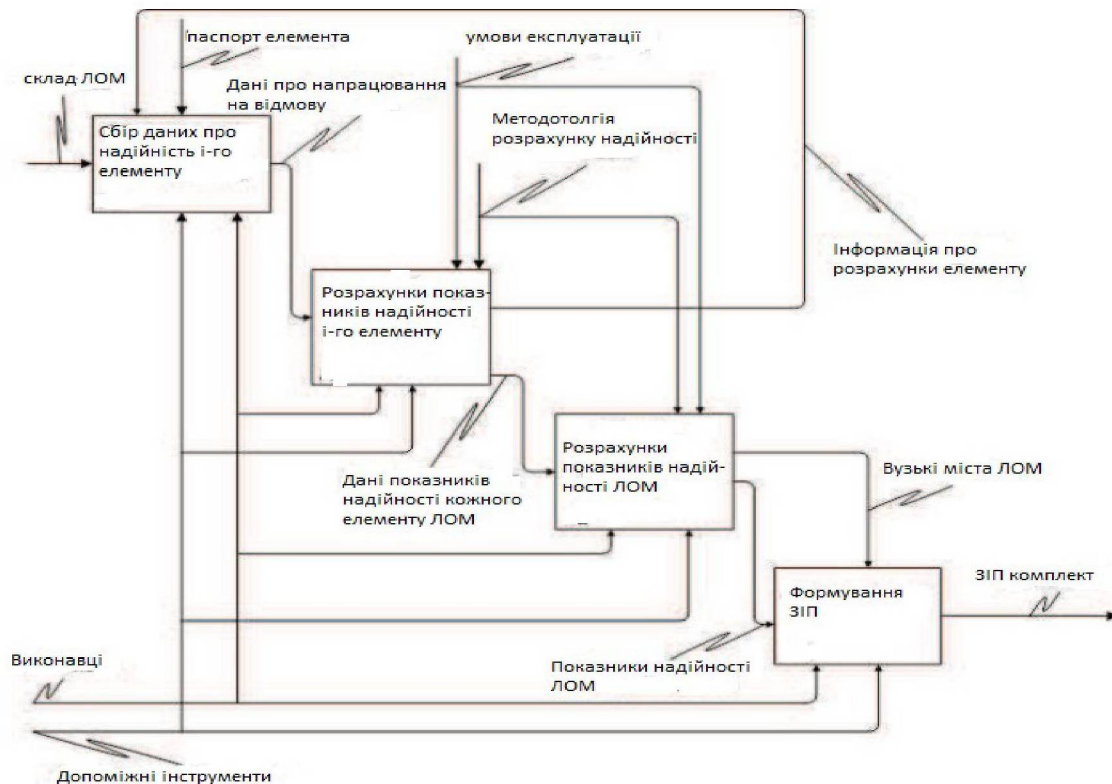 паспорт елемента
умови експлуатації
склад ЛОМ
Дані про напрацювання
на відмову
Методотолгія
розрахунку надійності
Сбір даних про
надійність і-го
елементу
Інформація про
розрахунки елементу
Розрахунки показ-
ників надійності
і-го елементу
Розрахунки
показників надій-
ності ЛОМ
Дані показників
надійності кожного
елементу ЛОМ
Вузькі міста ЛОМ
ЗІП комплект
Формування
ЗІП
Виконавці
Показники надійності
ЛОМ
Допоміжні інструменти